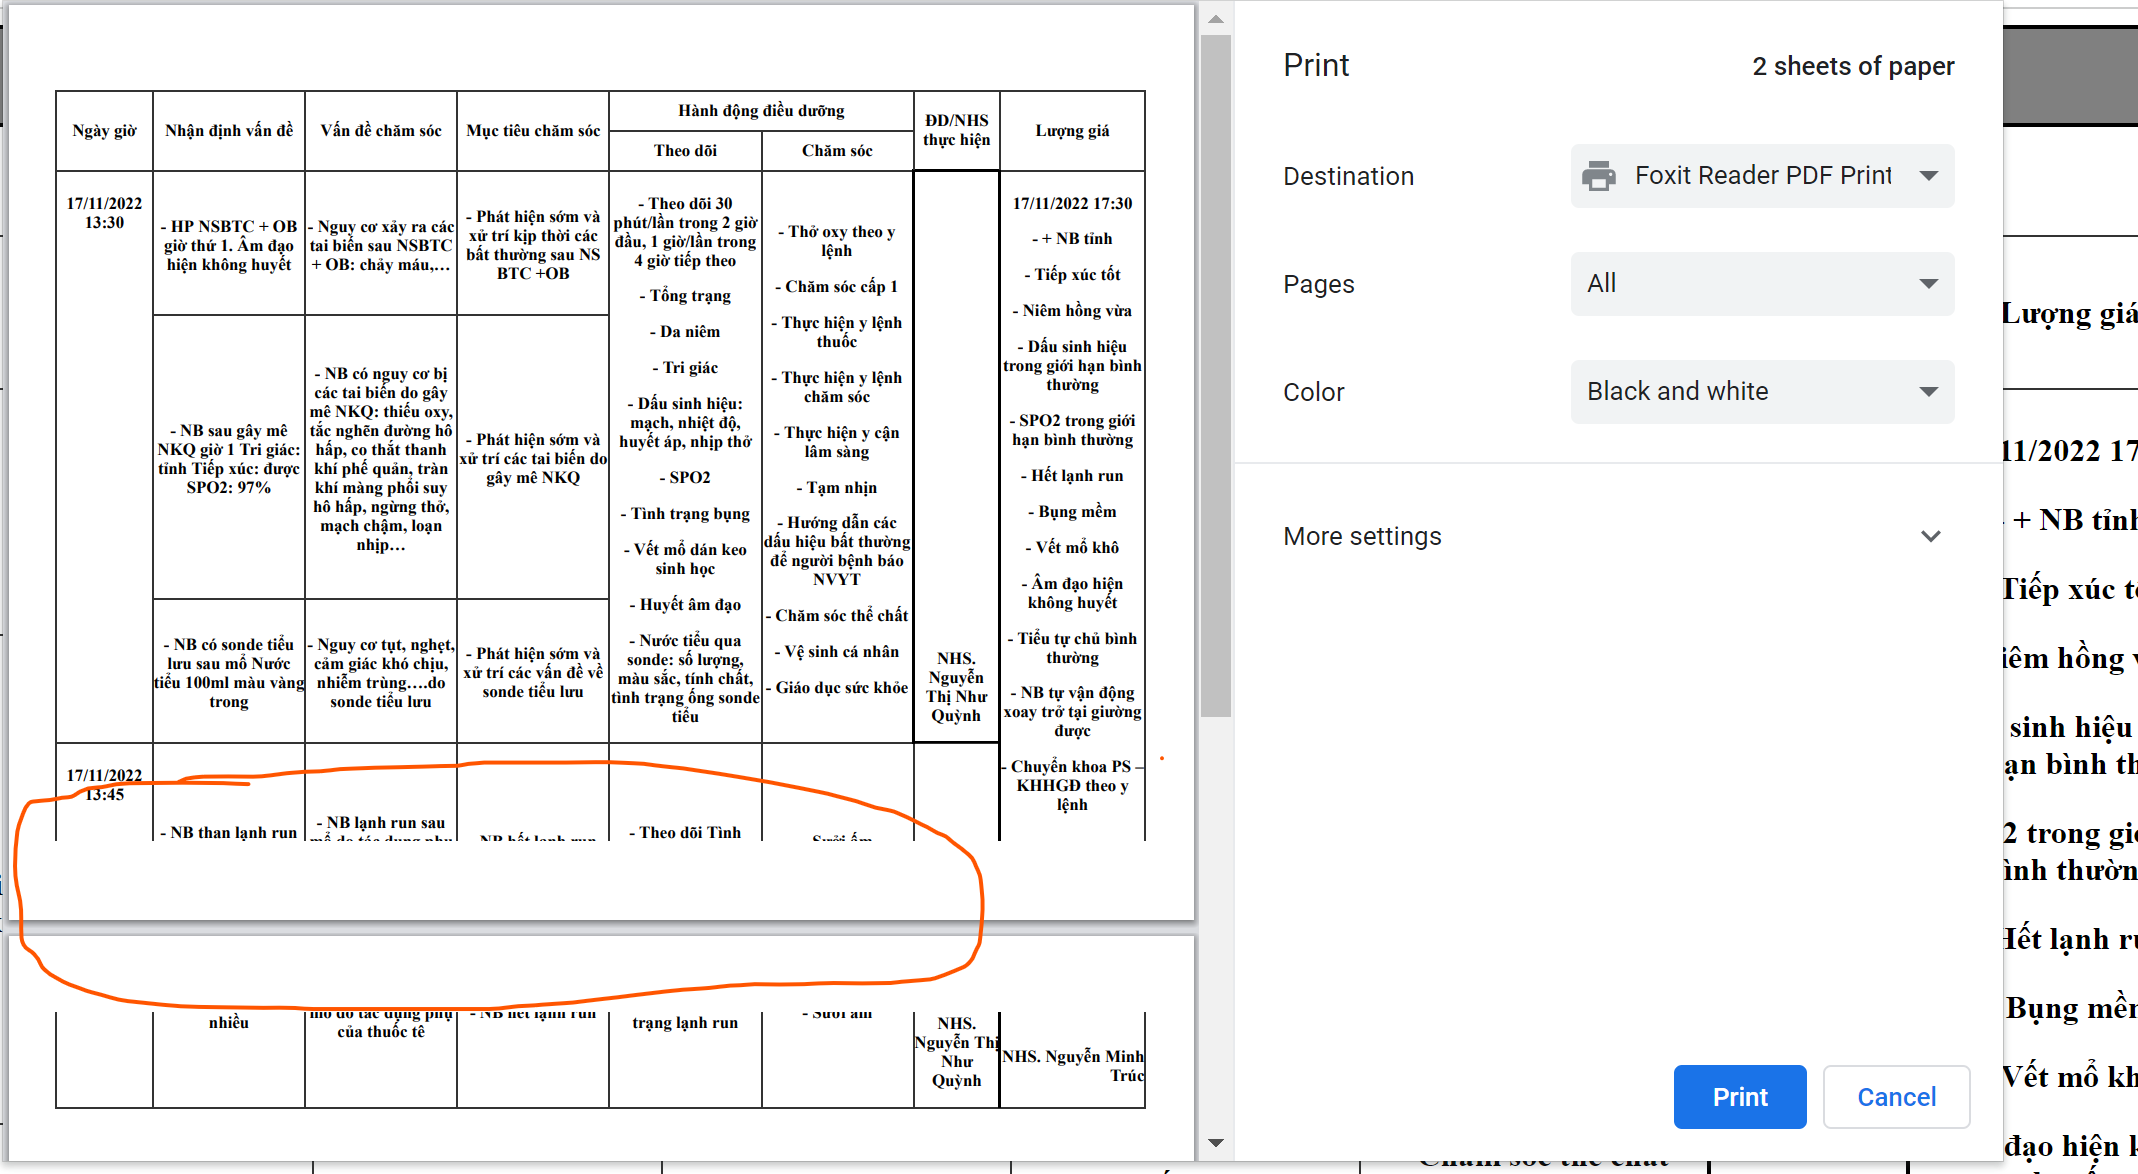 Ngày giờ
Nhận định vấn đề
Vấn đề chăm sóc
Mục tiêu chăm sóc
Hành động điều dưỡng
Theo dõi
Chăm sóc
ĐD/NHS
thực hiện
Lượng giá
17/11/2022
13:30
- HP NSBTC + OB
giờ thứ 1. Âm đạo
hiện không huyết
- Nguy cơ xảy ra các
tai biến sau NSBTC
+ OB: chảy máu,…
- Phát hiện sớm và
xử trí kịp thời các
bất thường sau NS
BTC +OB
- NB sau gây mê
NKQ giờ 1 Tri giác:
tỉnh Tiếp xúc: được
SPO2: 97%
- NB có nguy cơ bị
các tai biến do gây
mê NKQ: thiếu oxy,
tắc nghẽn đường hô
hấp, co thắt thanh
khí phế quản, tràn
khí màng phổi suy
hô hấp, ngừng thở,
mạch chậm, loạn
nhịp…
- Phát hiện sớm và
xử trí các tai biến do
gây mê NKQ
- NB có sonde tiểu
lưu sau mổ Nước
tiểu 100ml màu vàng
trong
- Nguy cơ tụt, nghẹt,
cảm giác khó chịu,
nhiễm trùng….do
sonde tiểu lưu
- Phát hiện sớm và
xử trí các vấn đề về
sonde tiểu lưu
- Theo dõi 30
phút/lần trong 2 giờ
đầu, 1 giờ/lần trong
4 giờ tiếp theo
- Tổng trạng
- Da niêm
- Tri giác
- Dấu sinh hiệu:
mạch, nhiệt độ,
huyết áp, nhịp thở
- SPO2
- Tình trạng bụng
- Vết mổ dán keo
sinh học
- Huyết âm đạo
- Nước tiểu qua
sonde: số lượng,
màu sắc, tính chất,
tình trạng ống sonde
tiểu
- Thở oxy theo y
lệnh
- Chăm sóc cấp 1
- Thực hiện y lệnh
thuốc
- Thực hiện y lệnh
chăm sóc
- Thực hiện y cận
lâm sàng
- Tạm nhịn
- Hướng dẫn các
dấu hiệu bất thường
để người bệnh báo
NVYT
- Chăm sóc thể chất
- Vệ sinh cá nhân
- Giáo dục sức khỏe
NHS.
Nguyễn
Thị Như
Quỳnh
17/11/2022 17:30
- + NB tỉnh
- Tiếp xúc tốt
- Niêm hồng vừa
- Dấu sinh hiệu
trong giới hạn bình
thường
- SPO2 trong giới
hạn bình thường
- Hết lạnh run
- Bụng mềm
- Vết mổ khô
- Âm đạo hiện
không huyết
- Tiểu tự chủ bình
thường
- NB tự vận động
xoay trở tại giường
được
- Chuyển khoa PS –
KHHGĐ theo y
lệnh
17/11/2022
13:45
- NB than lạnh run
- NB lạnh run sau
mổ do tác dụng phụ
- NB hết lạnh run
- Theo dõi Tình
- Sưởi ấm
nhiều
mổ do tác dụng phụ
của thuốc tê
- NB hết lạnh run
trạng lạnh run
- Sưởi ấm
NHS.
Nguyễn Thị
Như
Quỳnh
NHS. Nguyễn Minh
Trúc
Print
2 sheets of paper
Destination
Foxit Reader PDF Print
Pages
All
Color
Black and white
More settings
Print
Cancel
Lượng giá
11/2022 17
+ NB tỉnh
Tiếp xúc
iêm hồng
sinh hiệu
ạn bình
2 trong
ình
Hết lạnh
Bụng
Vết mổ
đạo hiện
Chăm sóc thể chất